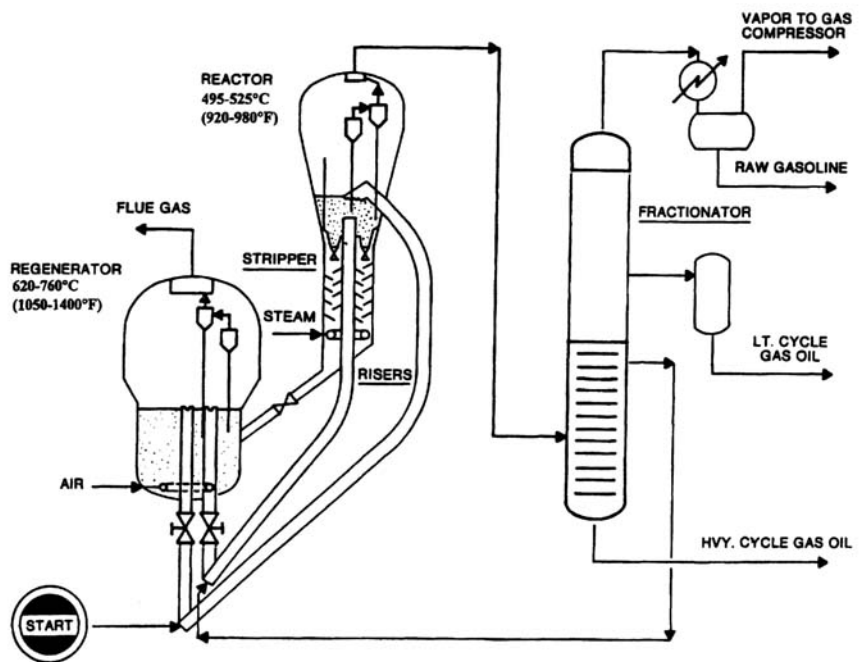 VAPOR TO GAS
COMPRESSOR
REACTOR
495-525°C
(920-980°F)
RAW GASOLINE
FLUE GAS
FRACTIONATOR
STRIPPER
REGENERATOR
620-760°C
(1050-1400°F)
STEAM
LT. CYCLE
GAS OIL
RISERS
AIR
HVY. CYCLE GAS OIL
START